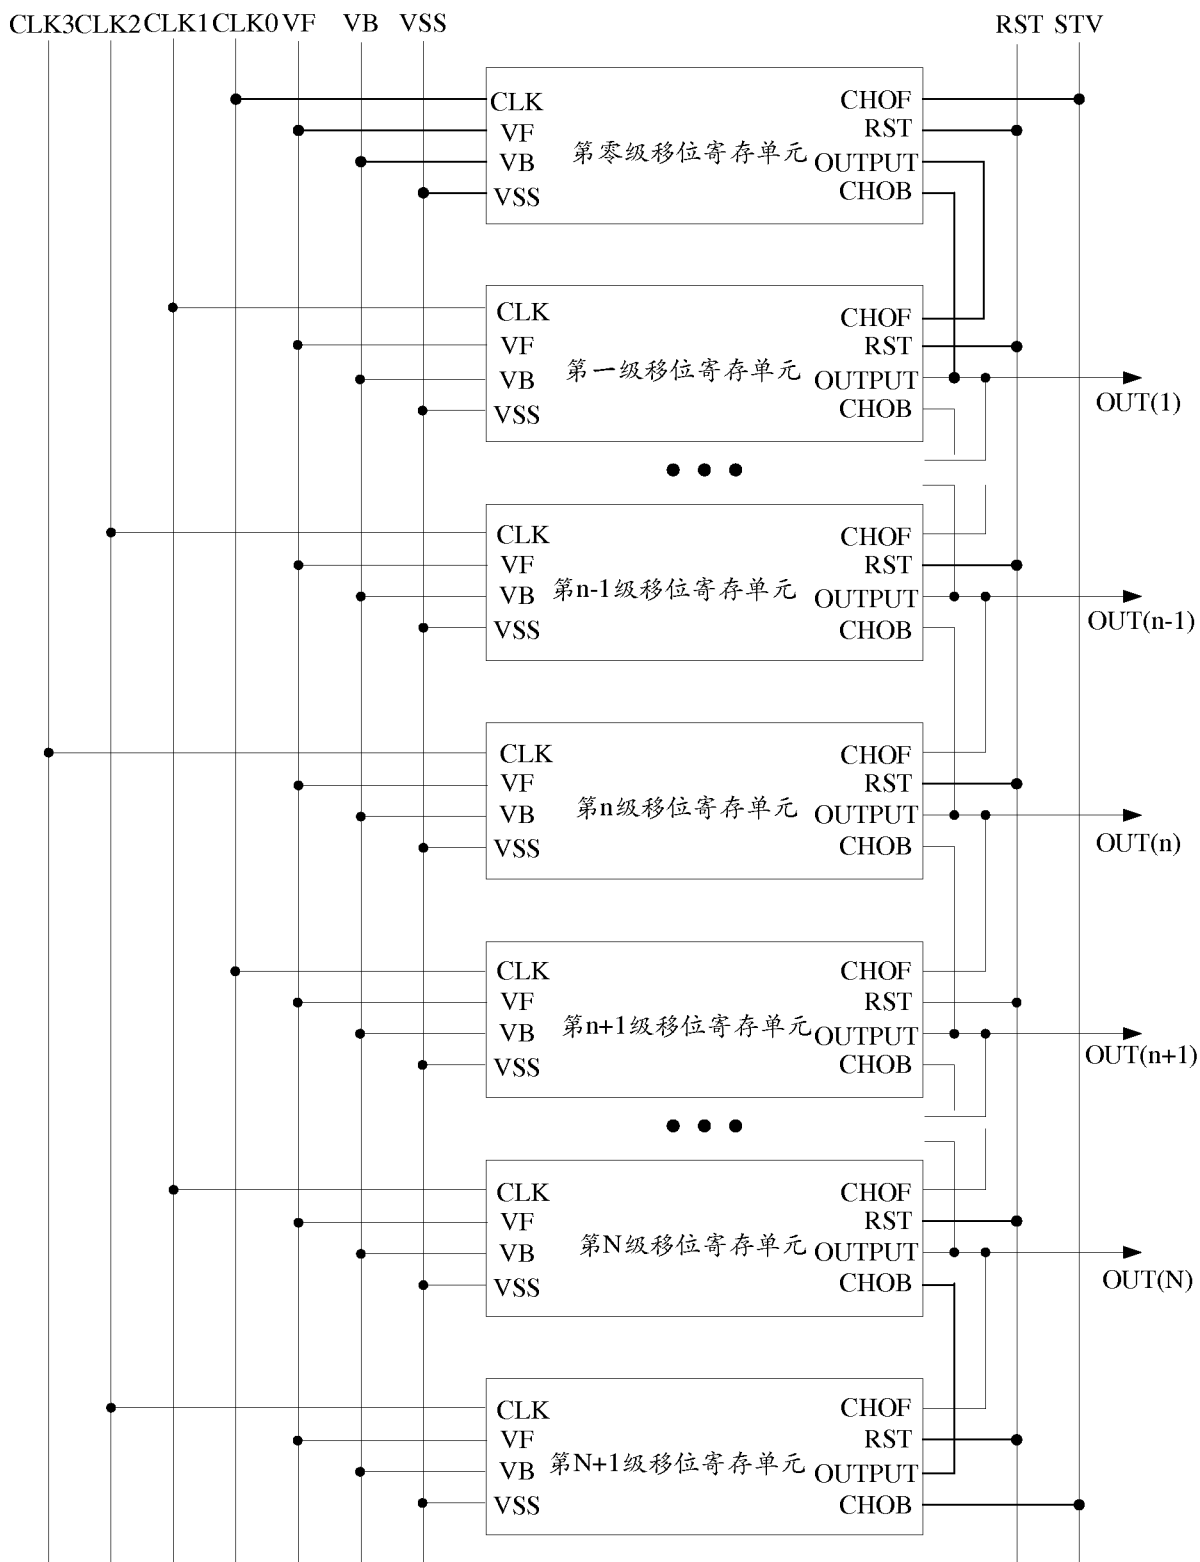 CLK3 CLK2 CLK1 CLK0 VF VB VSS RST STV
CLK CHOF
VF RST
第零级移位寄存单元
VB OUTPUT
VSS CHOB
CLK CHOF
VF RST
第一级移位寄存单元
VB OUTPUT
OUT(1)
VSS CHOB
CLK CHOF
VF RST
第n-1级移位寄存单元
VB OUTPUT
OUT(n-1)
VSS CHOB
CLK CHOF
VF RST
第n级移位寄存单元
VB OUTPUT
OUT(n)
VSS CHOB
CLK CHOF
VF RST
第n+1级移位寄存单元
VB OUTPUT
OUT(n+1)
VSS CHOB
CLK CHOF
VF RST
第N级移位寄存单元
VB OUTPUT
OUT(N)
VSS CHOB
CLK CHOF
VF RST
第N+1级移位寄存单元
VB OUTPUT
VSS CHOB